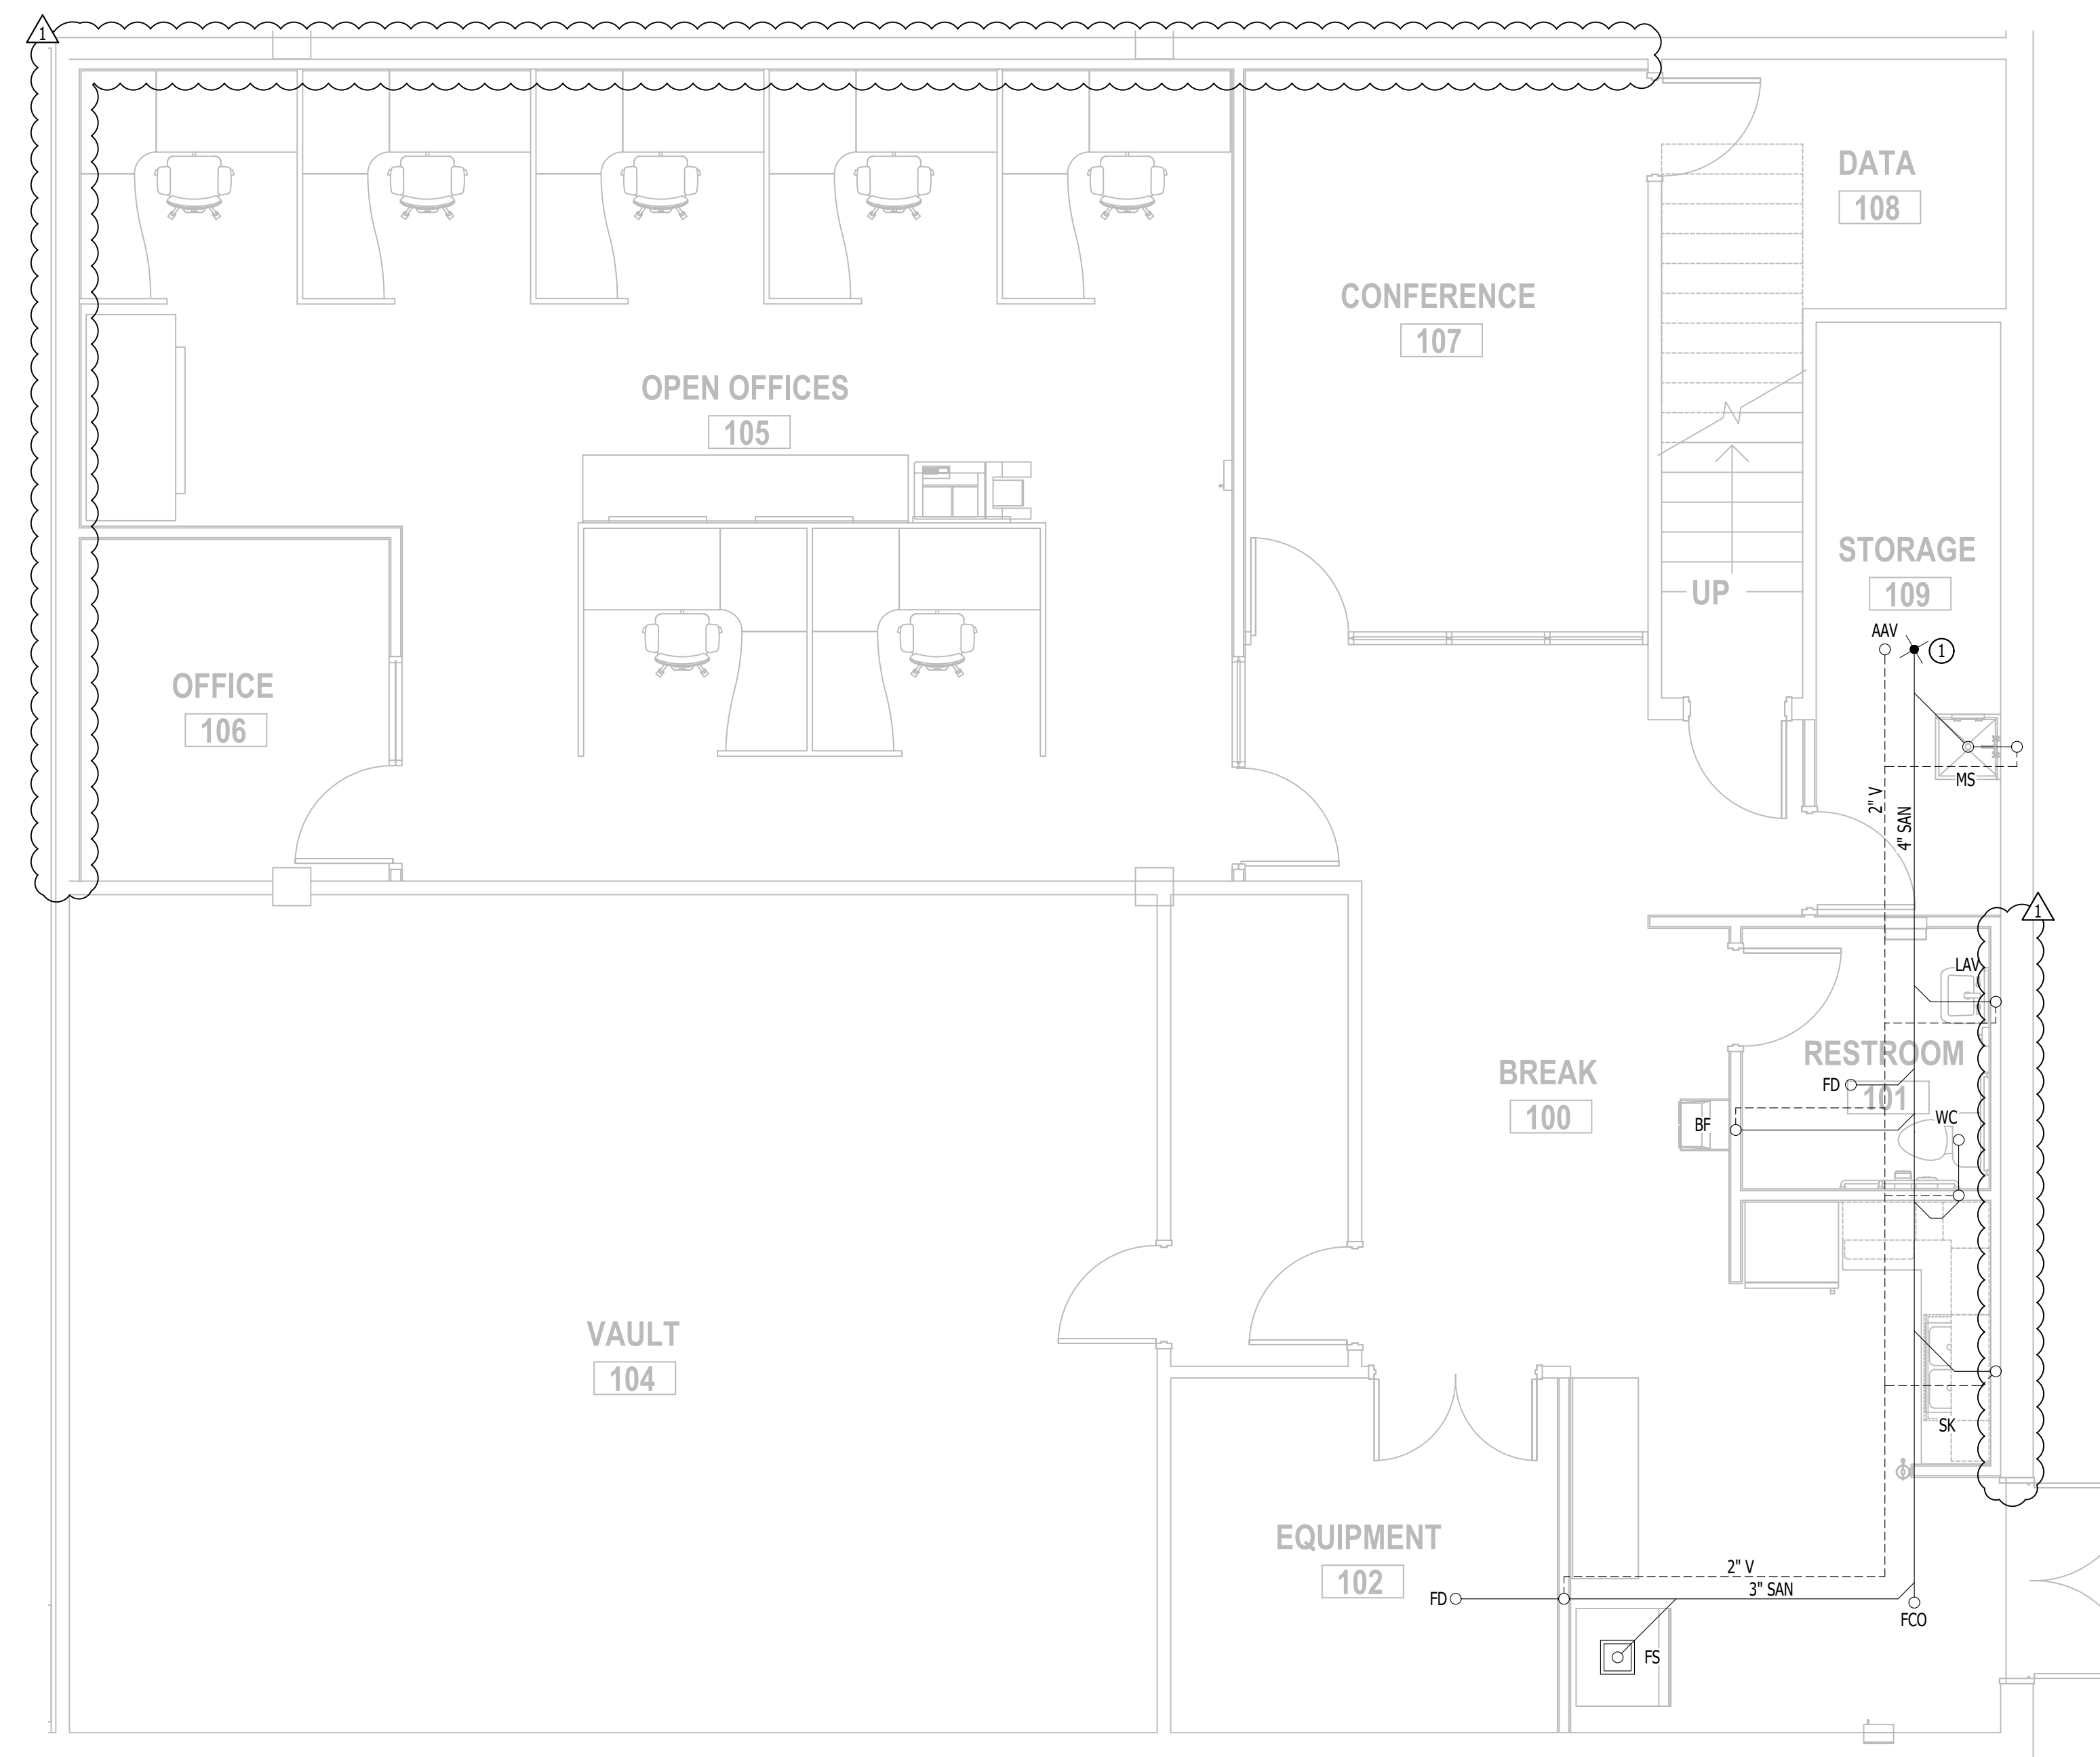 1
DATA
108
CONFERENCE
107
OPEN OFFICES
105
STORAGE
109
UP
AAV
1
OFFICE
106
MS
2" V
4" SAN
1
LAV
RESTROOM
101
FD
BREAK
100
WC
BF
VAULT
104
SK
EQUIPMENT
102
2" V
3" SAN
FD
FCO
FS